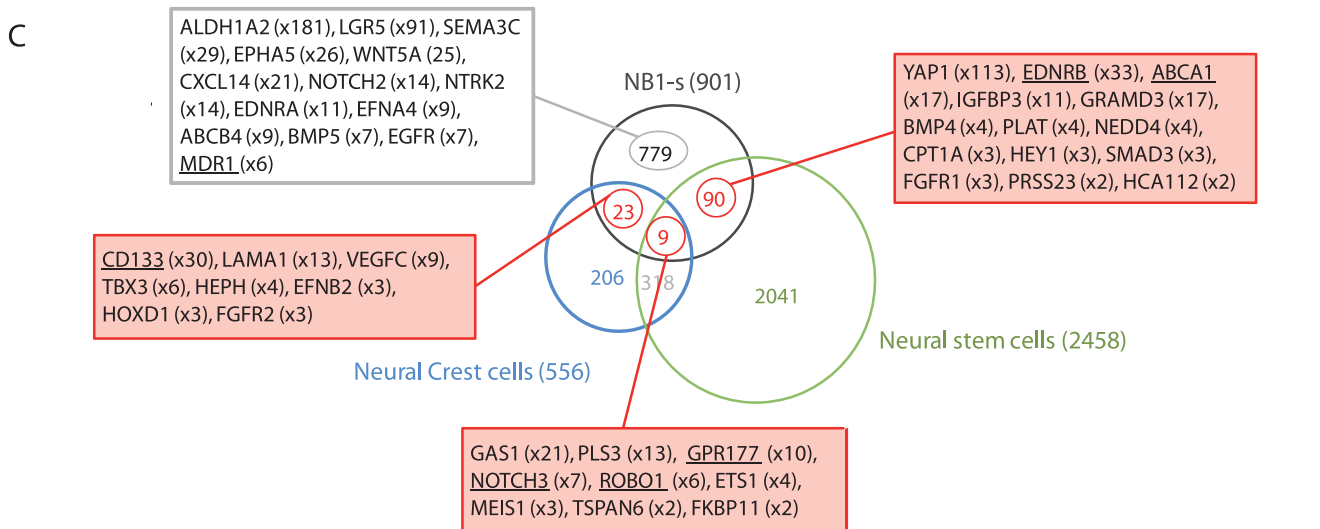 C
ALDH1A2 (x181), LGR5 (x91), SEMA3C
(x29), EPHA5 (x26), WNT5A (25),
CXCL14 (x21), NOTCH2 (x14), NTRK2
(x14), EDNRA (x11), EFNA4 (x9),
ABCB4 (x9), BMP5 (x7), EGFR (x7),
MDR1 (x6)
NB1-s (901)
YAP1 (x113), EDNRB (x33), ABCA1
(x17), IGFBP3 (x11), GRAMD3 (x17),
BMP4 (x4), PLAT (x4), NEDD4 (x4),
CPT1A (x3), HEY1 (x3), SMAD3 (x3),
FGFR1 (x3), PRSS23 (x2), HCA112 (x2)
779
90
23
9
CD133 (x30), LAMA1 (x13), VEGFC (x9),
TBX3 (x6), HEPH (x4), EFNB2 (x3),
HOXD1 (x3), FGFR2 (x3)
206
318
2041
Neural stem cells (2458)
Neural Crest cells (556)
GAS1 (x21), PLS3 (x13), GPR177 (x10),
NOTCH3 (x7), ROBO1 (x6), ETS1 (x4),
MEIS1 (x3), TSPAN6 (x2), FKBP11 (x2)